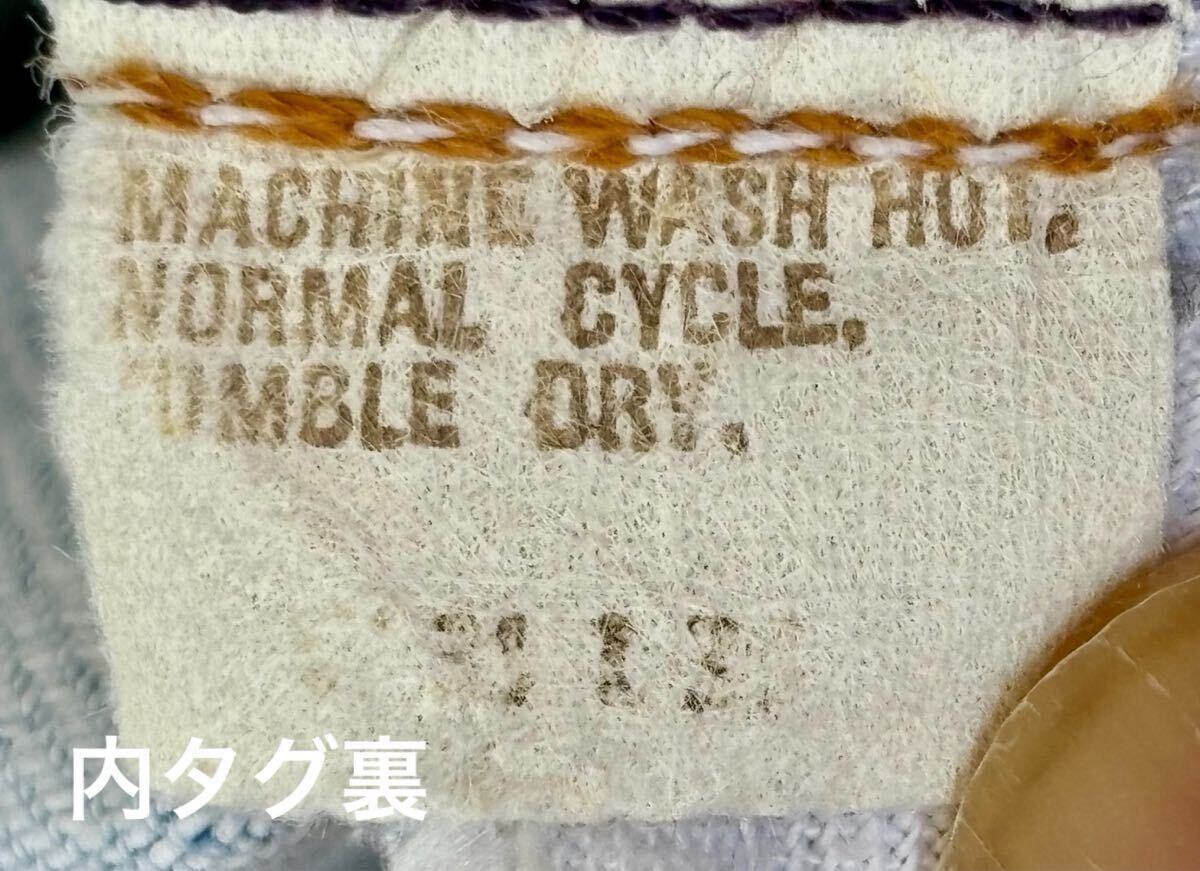 MACHINE WASH HOT,
NORMAL CYCLE.
TUMBLE DRY.
内タグ裏